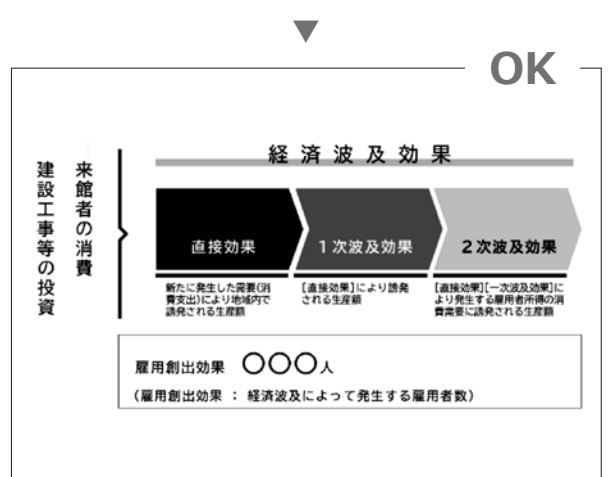 OK
来館者の消費
建設工事等の投資
経済波及効果
直接効果
新たに発生した需要(消
費支出)により地域内で
誘発される生産額
1次波及効果
[直接効果]により誘発
される生産額
2次波及効果
[直接効果][一次波及効果]に
より発生する雇用者所得の消
費需要に誘発される生産額
雇用創出効果 〇〇〇人
(雇用創出効果 : 経済波及によって発生する雇用者数)